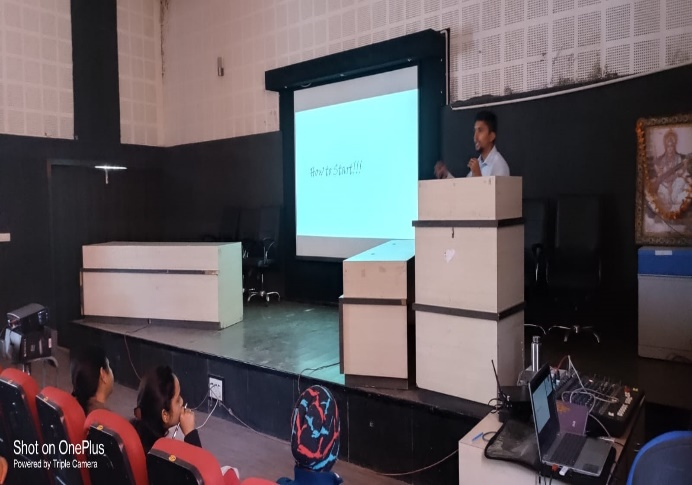 How to Start!!!
Shot on OnePlus
Powered by Triple Camera